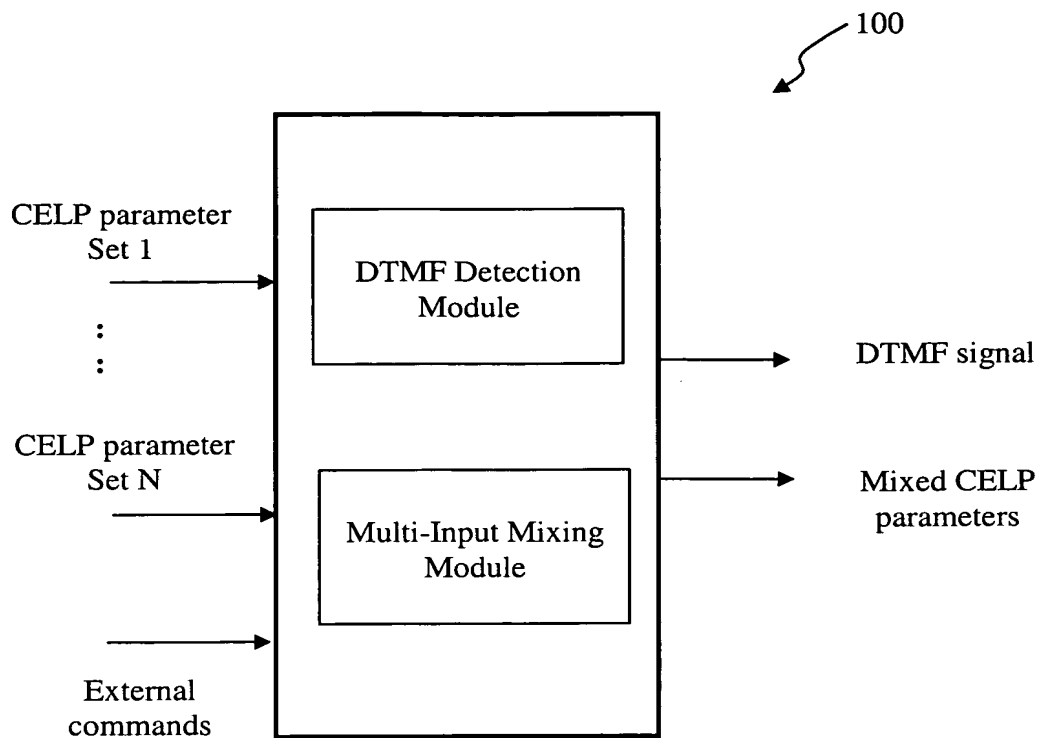 100
CELP parameter
Set 1
:
:
CELP parameter
Set N
External
commands
DTMF Detection
Module
Multi-Input Mixing
Module
DTMF signal
Mixed CELP
parameters